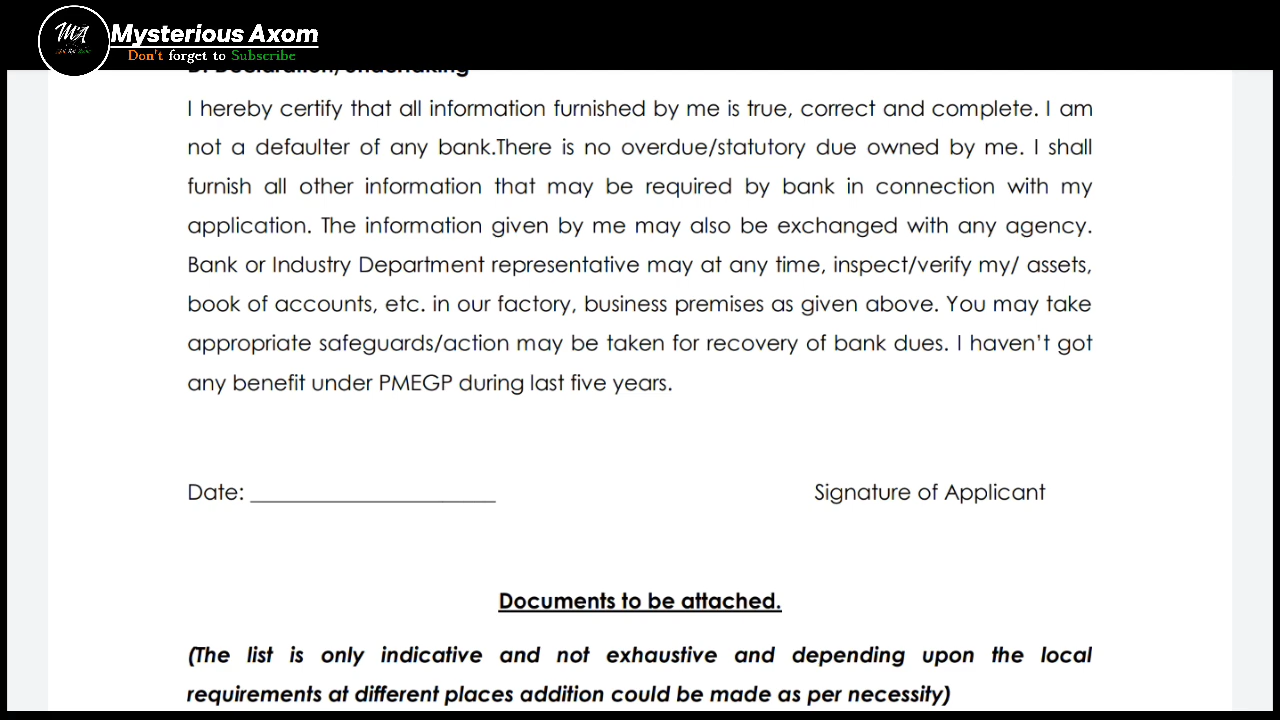 MA
Mysterious Axom
Don't forget to Subscribe
D. Declaration/Undertaking
I hereby certify that all information furnished by me is true, correct and complete. I am
not a defaulter of any bank.There is no overdue/statutory due owned by me. I shall
furnish all other information that may be required by bank in connection with my
application. The information given by me may also be exchanged with any agency.
Bank or Industry Department representative may at any time, inspect/verify my/ assets,
book of accounts, etc. in our factory, business premises as given above. You may take
appropriate safeguards/action may be taken for recovery of bank dues. I haven't got
any benefit under PMEGP during last five years.
Date: ______________________ Signature of Applicant
Documents to be attached.
(The list is only indicative and not exhaustive and depending upon the local
requirements at different places addition could be made as per necessity)